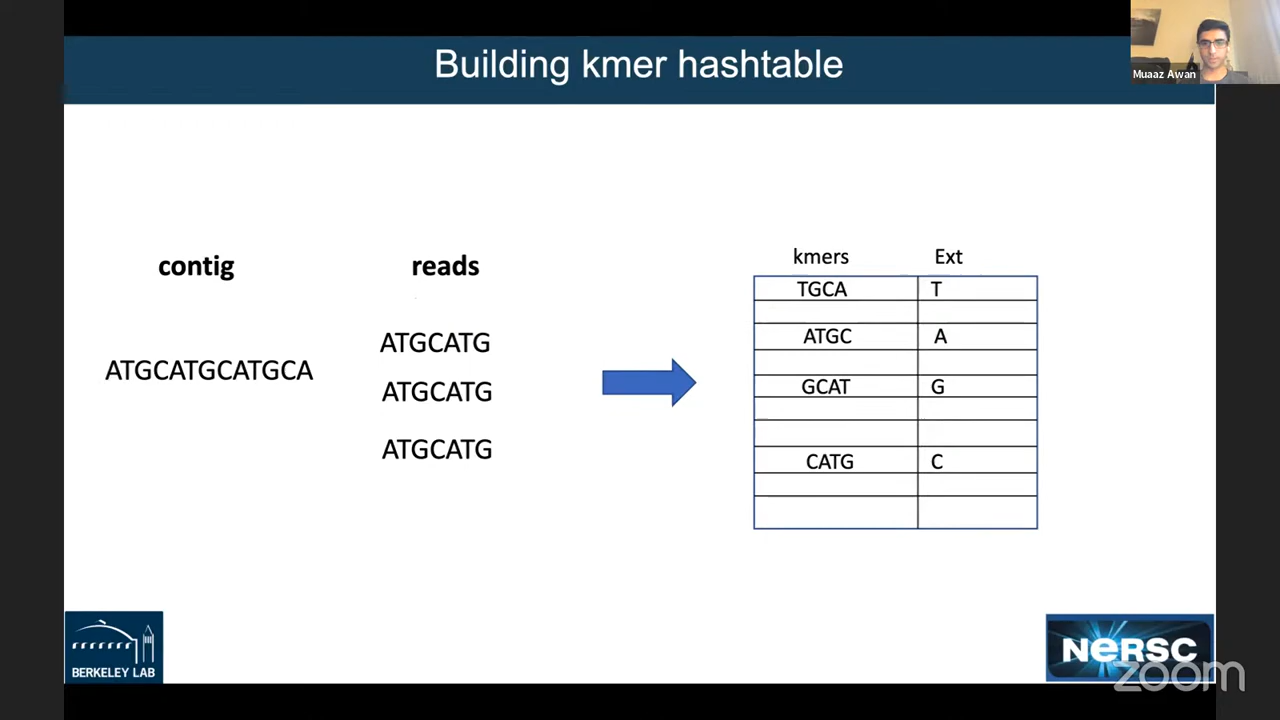 Building kmer hashtable
Muaaz Awan
contig
reads
ATGCATGCATGCA
ATGCATG
ATGCATG
ATGCATG
kmers Ext
TGCA T
ATGC A
GCAT G
CATG C
BERKELEY LAB
NERSC
zoom